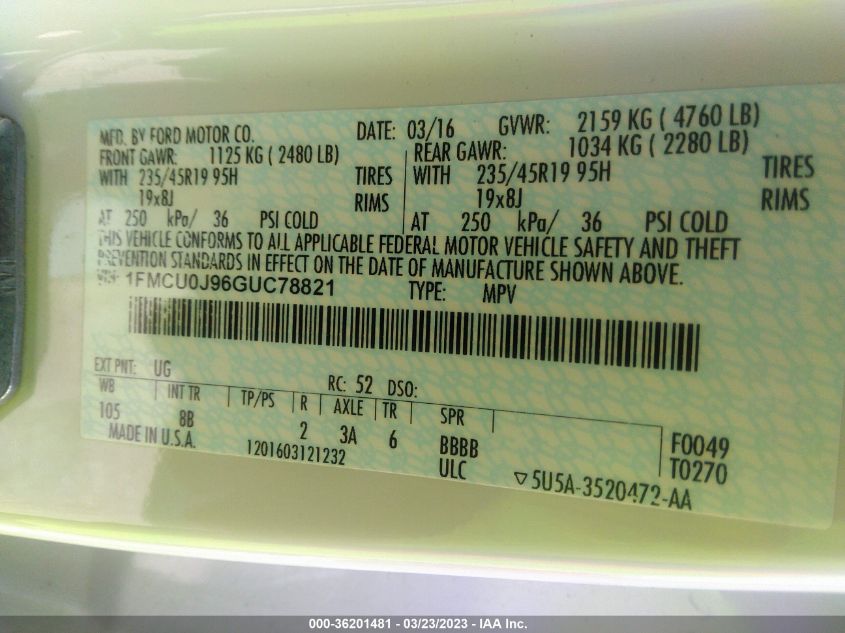 MFD. BY FORD MOTOR CO. DATE: 03/16 GVWR: 2159 KG ( 4760 LB)
FRONT GAWR: 1125 KG ( 2480 LB) REAR GAWR: 1034 KG ( 2280 LB)
WITH 235/45R19 95H TIRES WITH 235/45R19 95H TIRES
19x8J RIMS 19x8J RIMS
AT 250 kPa/ 36 PSI COLD AT 250 kPa/ 36 PSI COLD
THIS VEHICLE CONFORMS TO ALL APPLICABLE FEDERAL MOTOR VEHICLE SAFETY AND THEFT
PREVENTION STANDARDS IN EFFECT ON THE DATE OF MANUFACTURE SHOWN ABOVE.
VIN: 1FMCU0J96GUC78821 TYPE: MPV
EXT PNT: UG RC: 52 DSO:
WB INT TR TP/PS R AXLE TR SPR
105 8B 2 3A 6 BBBB F0049
MADE IN U.S.A. 1201603121232 ULC ▽5U5A-3520472-AA T0270
000-36201481 - 03/23/2023 - IAA Inc.